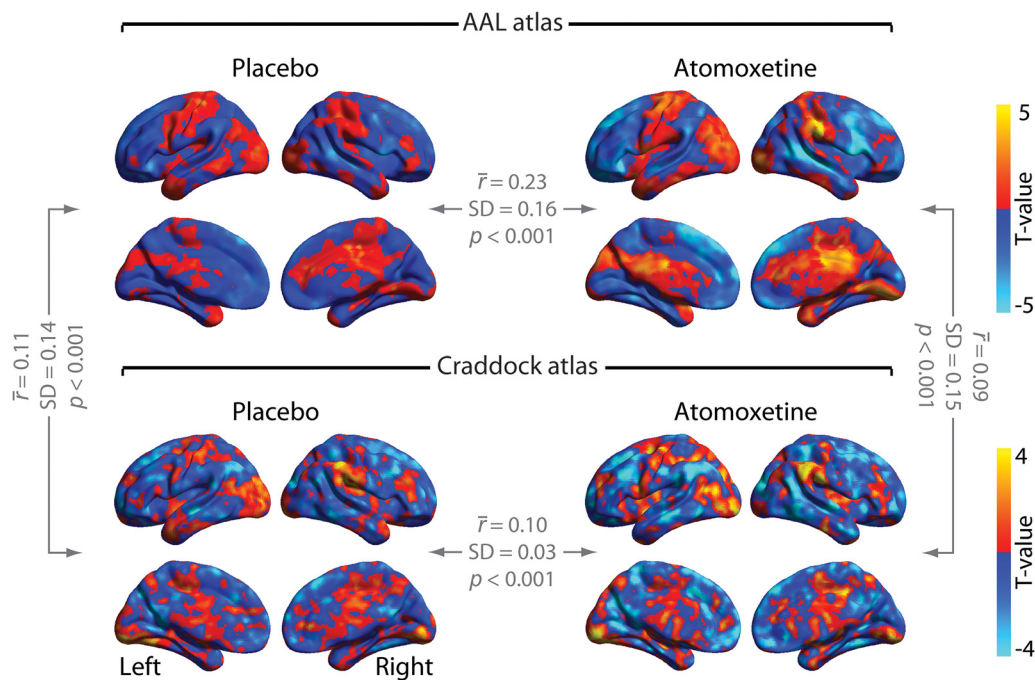 AAL atlas
Placebo
Atomoxetine
r̄ = 0.23
SD = 0.16
p < 0.001
5
T-value
-5
r̄ = 0.11
SD = 0.14
p < 0.001
r̄ = 0.09
SD = 0.15
p < 0.001
Craddock atlas
Placebo
Atomoxetine
r̄ = 0.10
SD = 0.03
p < 0.001
4
T-value
-4
Left
Right